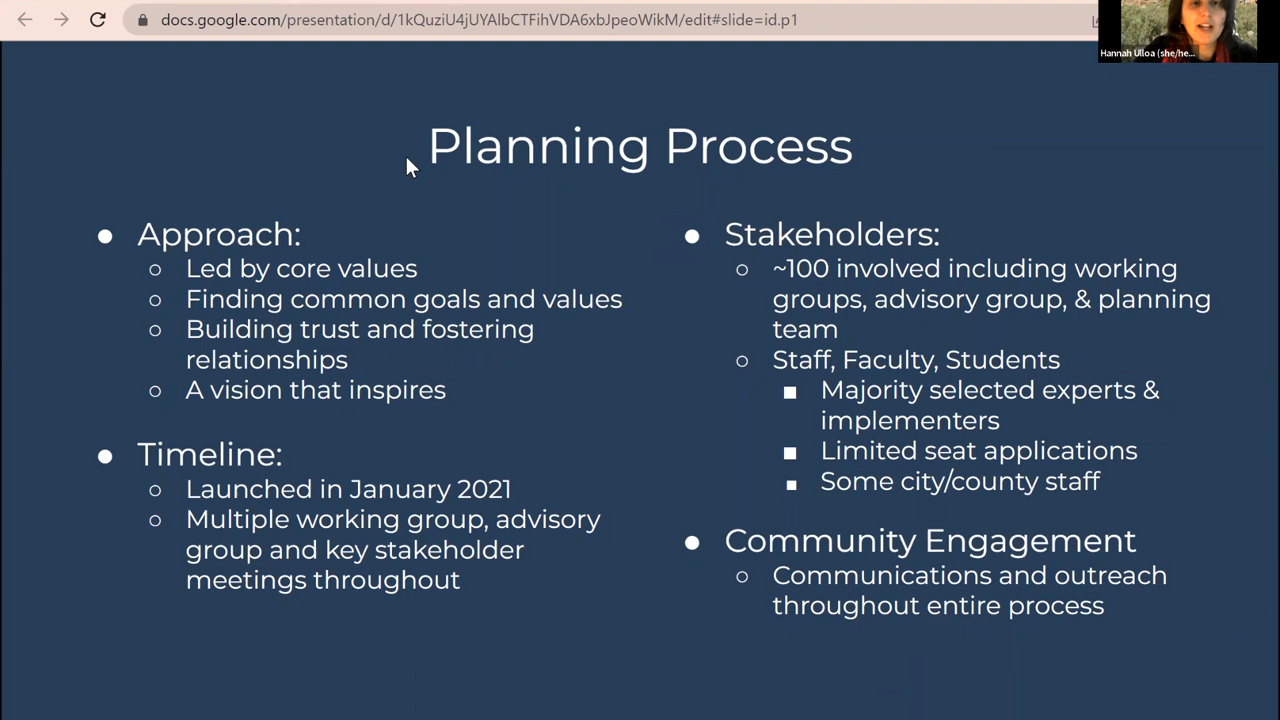 docs.google.com/presentation/d/1kQuziU4jUYAlbCTFihVDA6xbJpeoWikM/edit#slide=id.p1
Hannah Ulloa (she/he...
Planning Process
● Approach:
○ Led by core values
○ Finding common goals and values
○ Building trust and fostering
relationships
○ A vision that inspires
● Timeline:
○ Launched in January 2021
○ Multiple working group, advisory
group and key stakeholder
meetings throughout
● Stakeholders:
○ ~100 involved including working
groups, advisory group, & planning
team
○ Staff, Faculty, Students
■ Majority selected experts &
implementers
■ Limited seat applications
■ Some city/county staff
● Community Engagement
○ Communications and outreach
throughout entire process